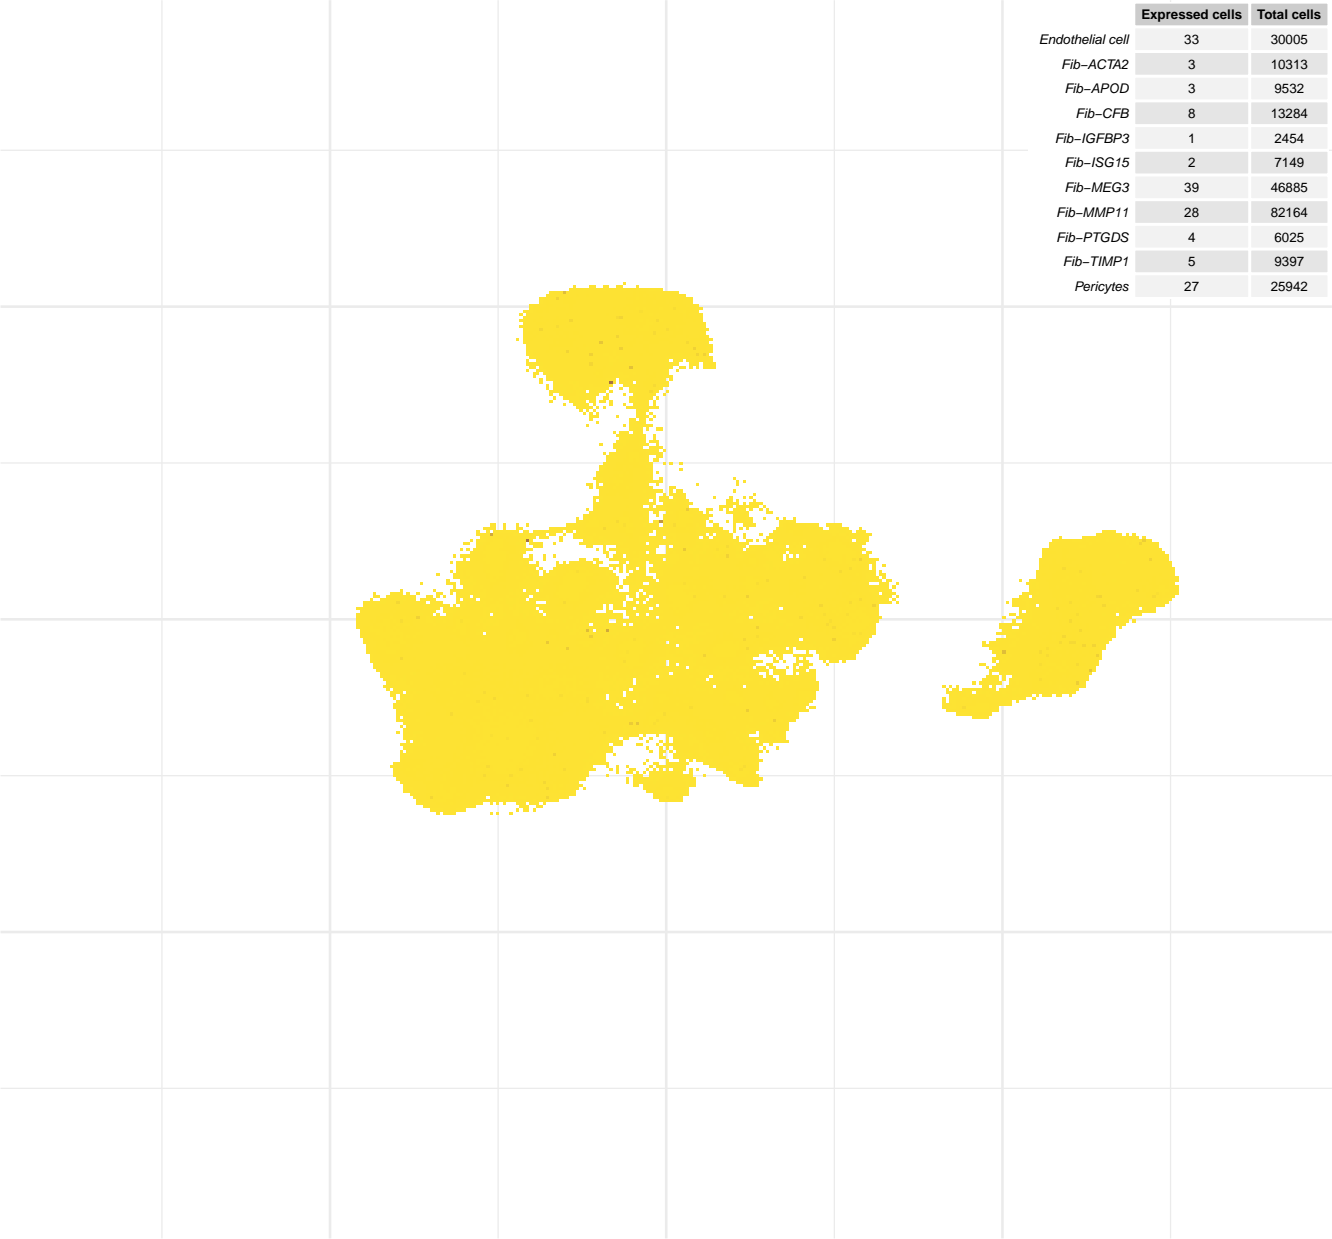 Expressed cells Total cells
Endothelial cell 33 30005
Fib−ACTA2 3 10313
Fib−APOD 3 9532
Fib−CFB 8 13284
Fib−IGFBP3 1 2454
Fib−ISG15 2 7149
Fib−MEG3 39 46885
Fib−MMP11 28 82164
Fib−PTGDS 4 6025
Fib−TIMP1 5 9397
Pericytes 27 25942